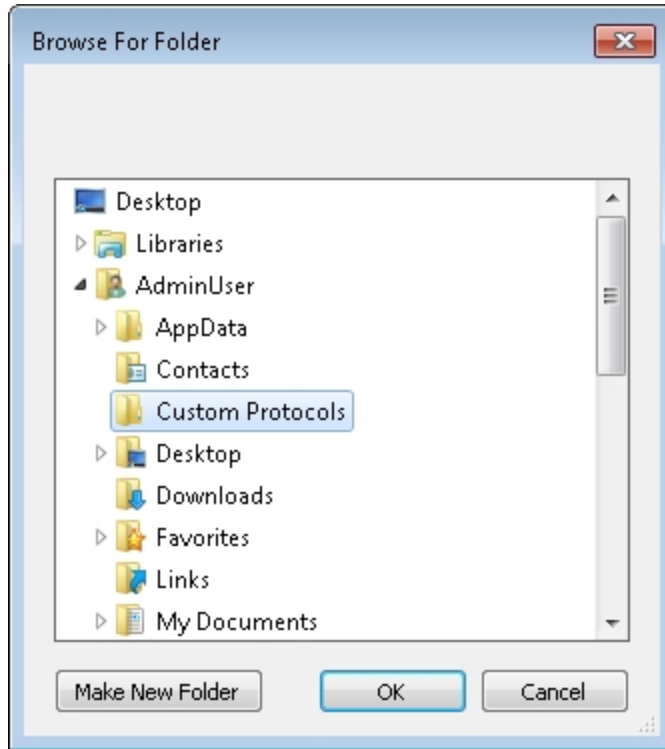 Browse For Folder
Desktop
Libraries
AdminUser
AppData
Contacts
Custom Protocols
Desktop
Downloads
Favorites
Links
My Documents
Make New Folder
OK
Cancel